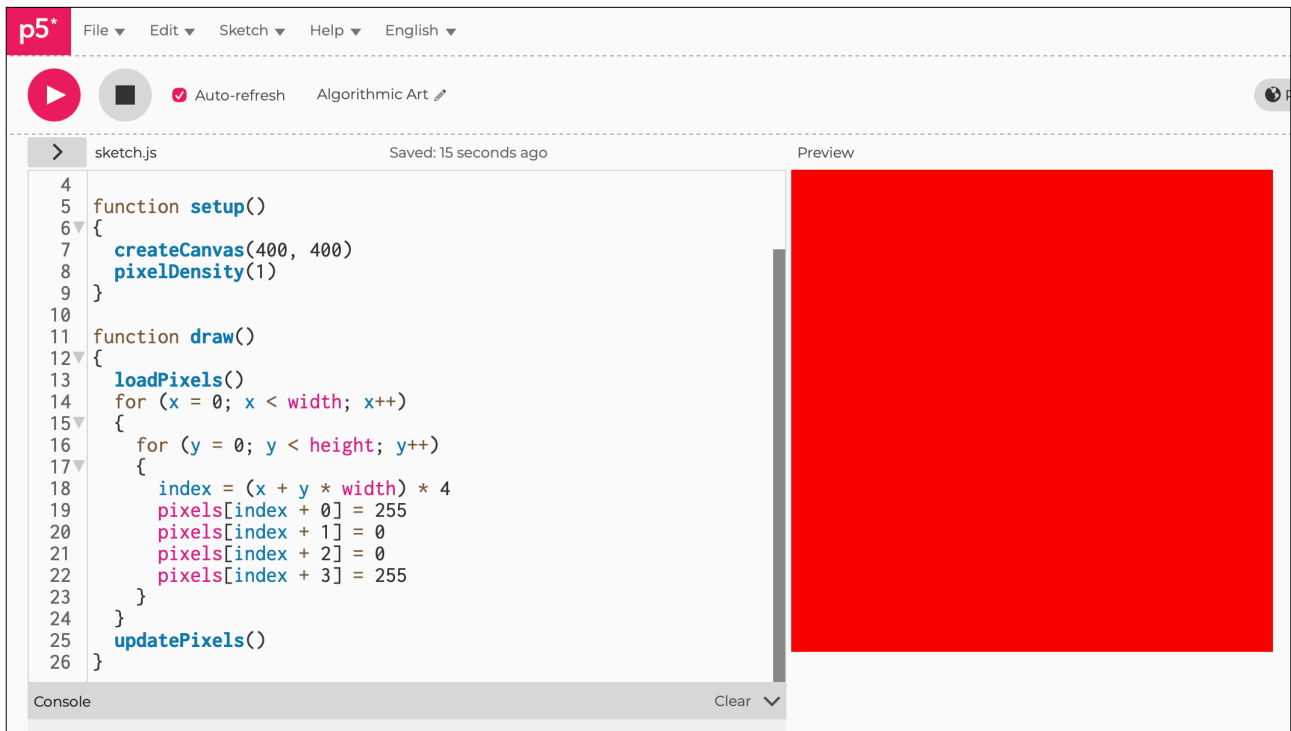 p5* File Edit Sketch Help English
Auto-refresh Algorithmic Art
sketch.js Saved: 15 seconds ago Preview
4
5 function setup()
6 {
7   createCanvas(400, 400)
8   pixelDensity(1)
9 }
10
11 function draw()
12 {
13   loadPixels()
14   for (x = 0; x < width; x++)
15   {
16     for (y = 0; y < height; y++)
17     {
18       index = (x + y * width) * 4
19       pixels[index + 0] = 255
20       pixels[index + 1] = 0
21       pixels[index + 2] = 0
22       pixels[index + 3] = 255
23     }
24   }
25   updatePixels()
26 }
Console Clear